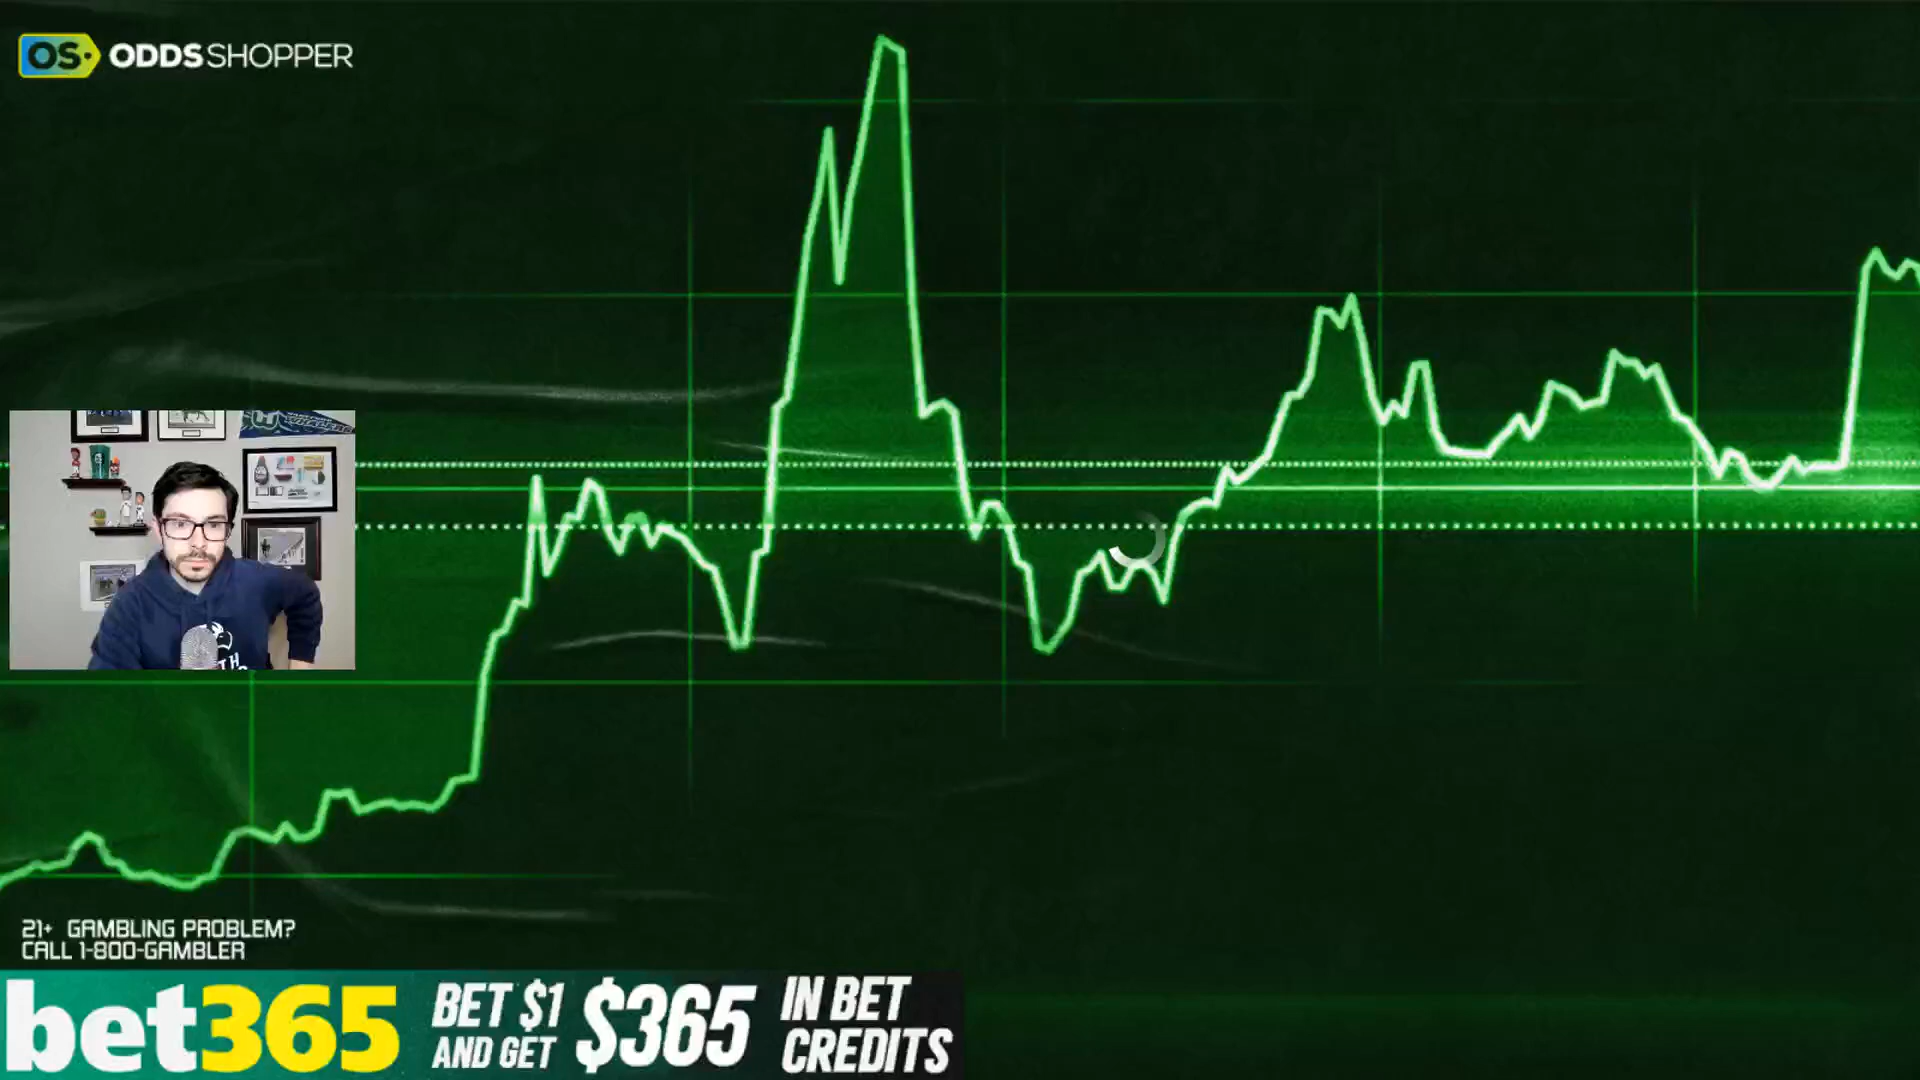 OS. ODDSSHOPPER
21+ GAMBLING PROBLEM?
CALL 1-800-GAMBLER
bet365
BET $1
AND GET
$365
IN BET
CREDITS